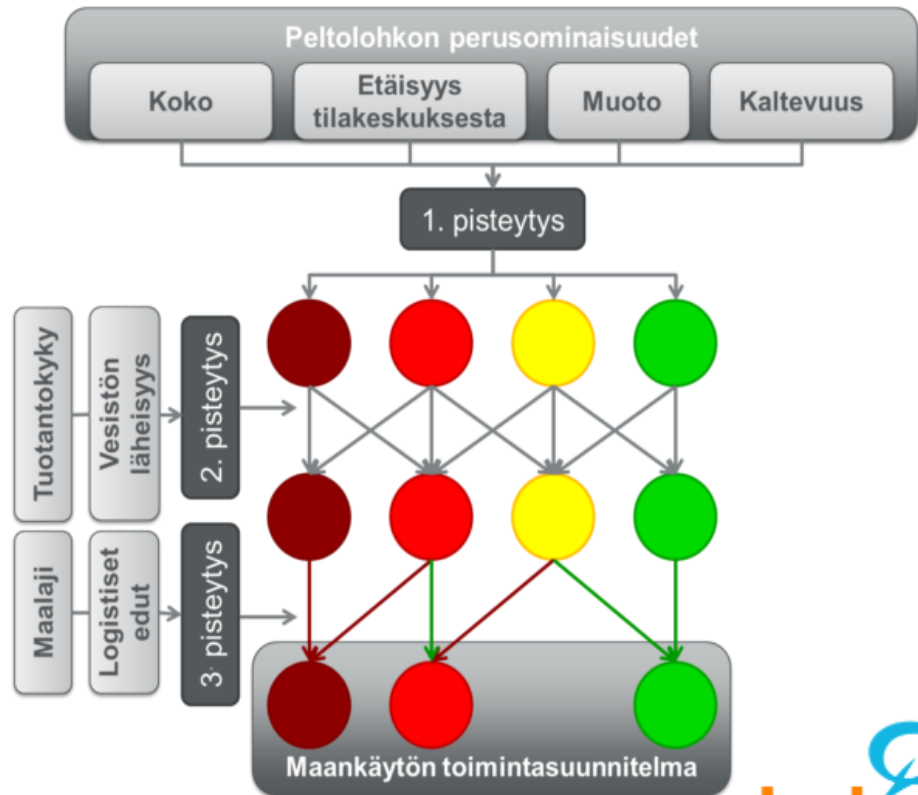 Peltolohkon perusominaisuudet
Koko
Etäisyys
tilakeskuksesta
Muoto
Kaltevuus
1. pisteytys
Tuotantokyky
Vesistön
läheisyys
2. pisteytys
Maalaji
Logistiset
edut
3. pisteytys
Maankäytön toimintasuunnitelma